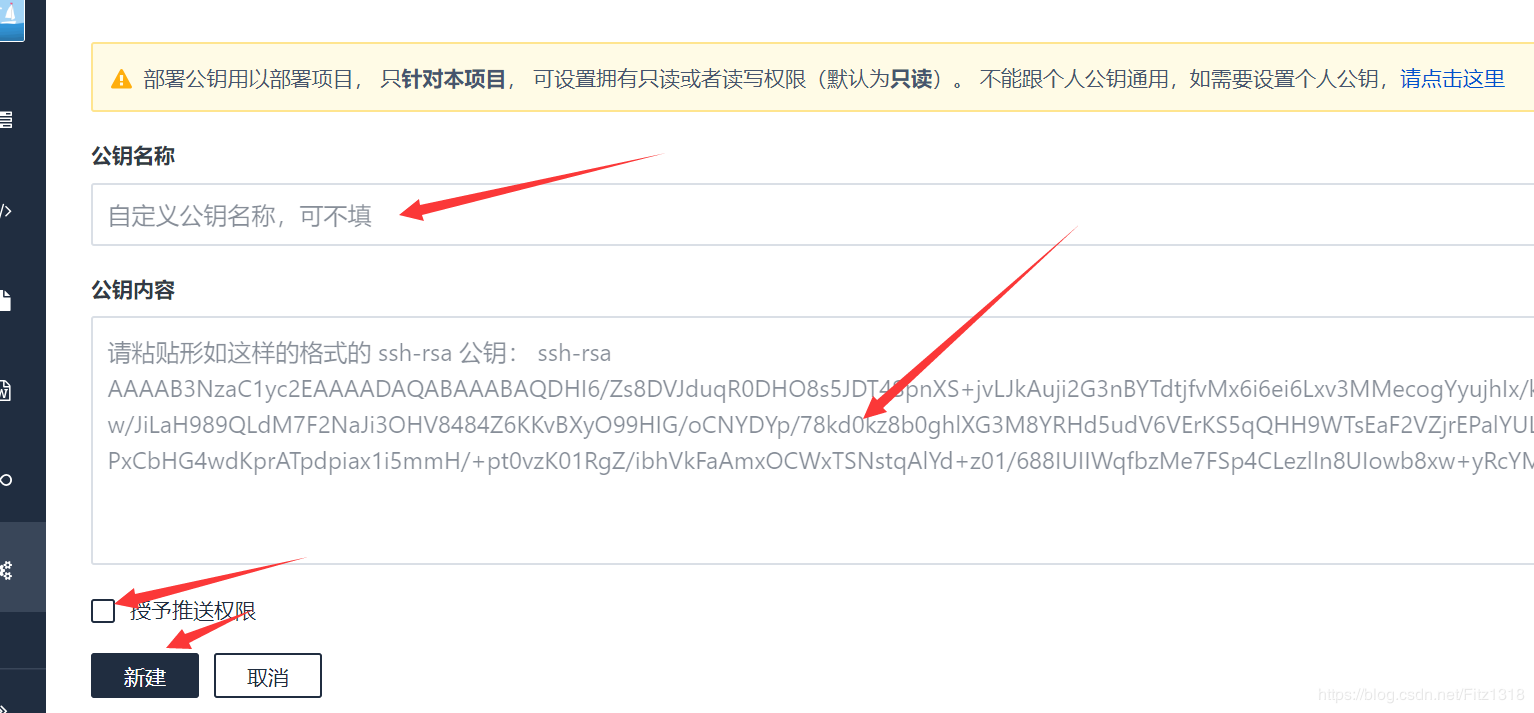 部署公钥用以部署项目， 只针对本项目， 可设置拥有只读或者读写权限（默认为只读）。 不能跟个人公钥通用，如需要设置个人公钥，请点击这里
公钥名称
自定义公钥名称，可不填
公钥内容
请粘贴形如这样的格式的 ssh-rsa 公钥： ssh-rsa
AAAAB3NzaC1yc2EAAAADAQABAAABAQDHI6/Zs8DVJduqR0DHO8s5JDT48pnXS+jvLJkAuji2G3nBYTdtjfvMx6i6ei6Lxv3MMecogYyujhIx/
w/JiLaH989QLdM7F2NaJi3OHV8484Z6KKvBXyO99HIG/oCNYDYp/78kd0kz8b0ghlXG3M8YRHd5udV6VErKS5qQHH9WTsEaF2VZjrEPalYUL
PxCbHG4wdKprATpdpiax1i5mmH/+pt0vzK01RgZ/ibhVkFaAmxOCWxTSNstqAlYd+z01/688IUIIWqfbzMe7FSp4CLezlIn8UIowb8xw+yRcYM
授予推送权限
新建 取消
https://blog.csdn.net/Fitz1318